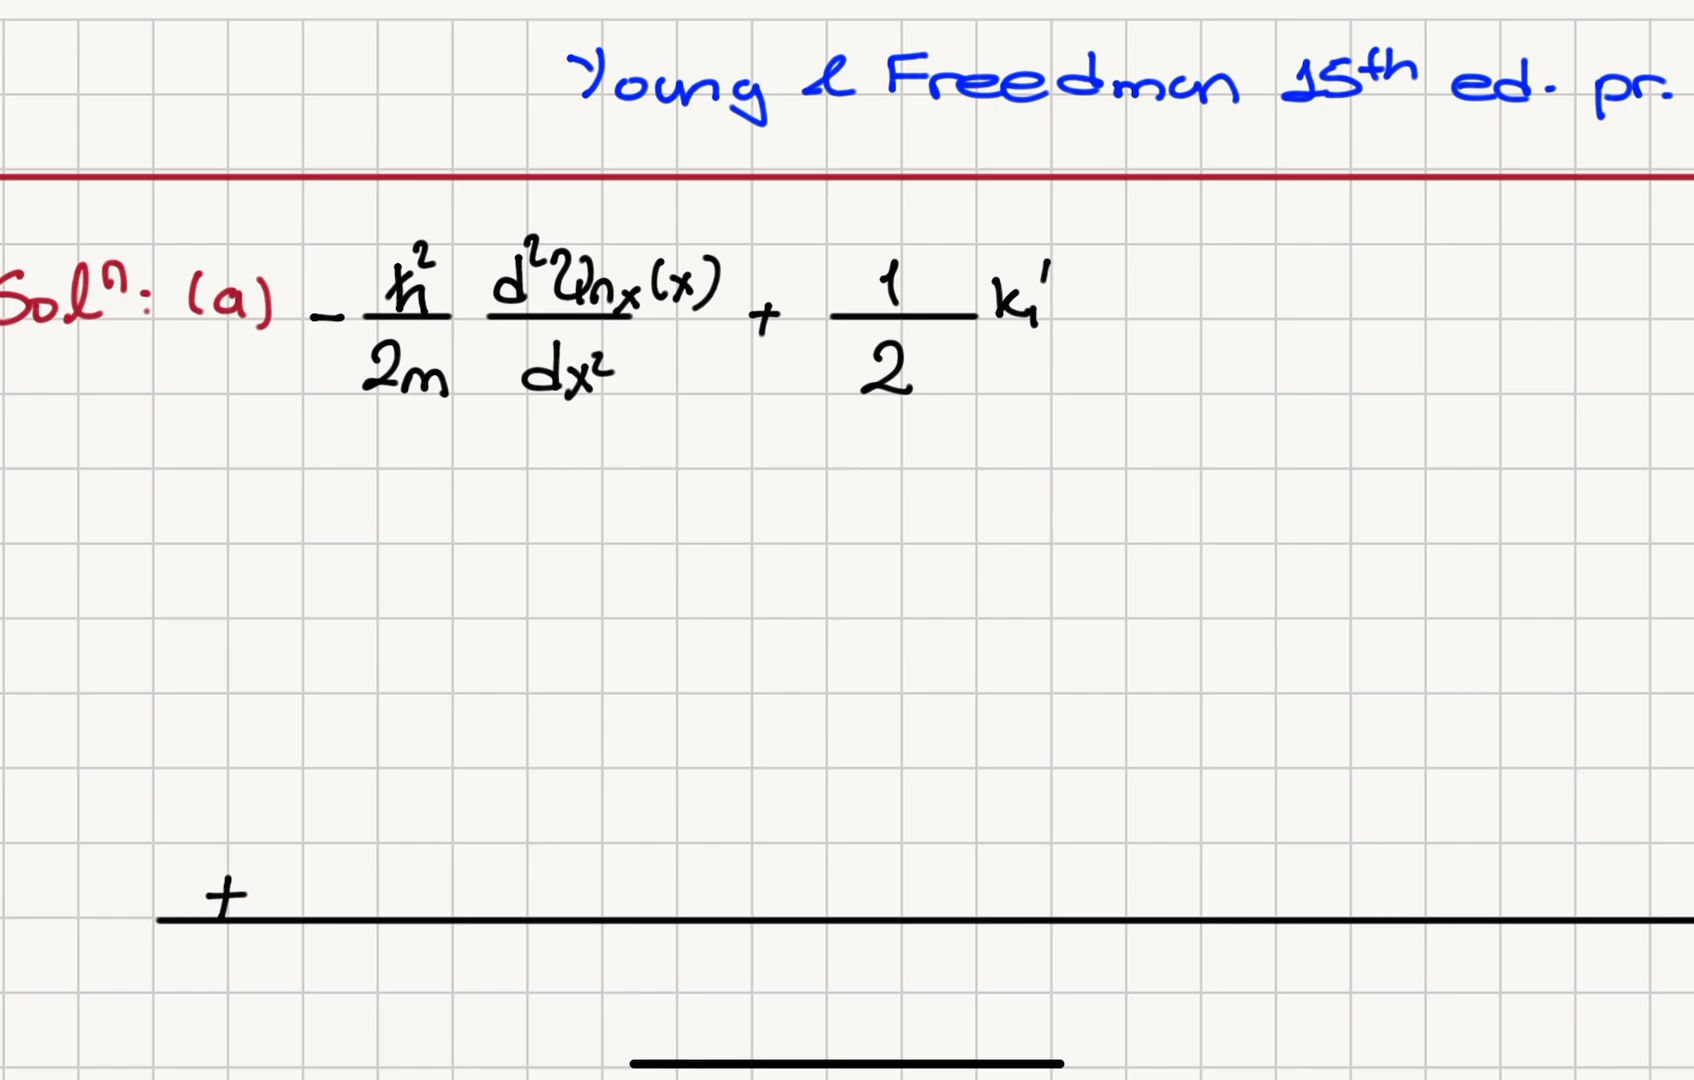 Young & Freedman 15th ed. pr.
Soln: (a) - ℏ²/2m d²ψnₓ(x)/dx² + 1/2 k₁'
+